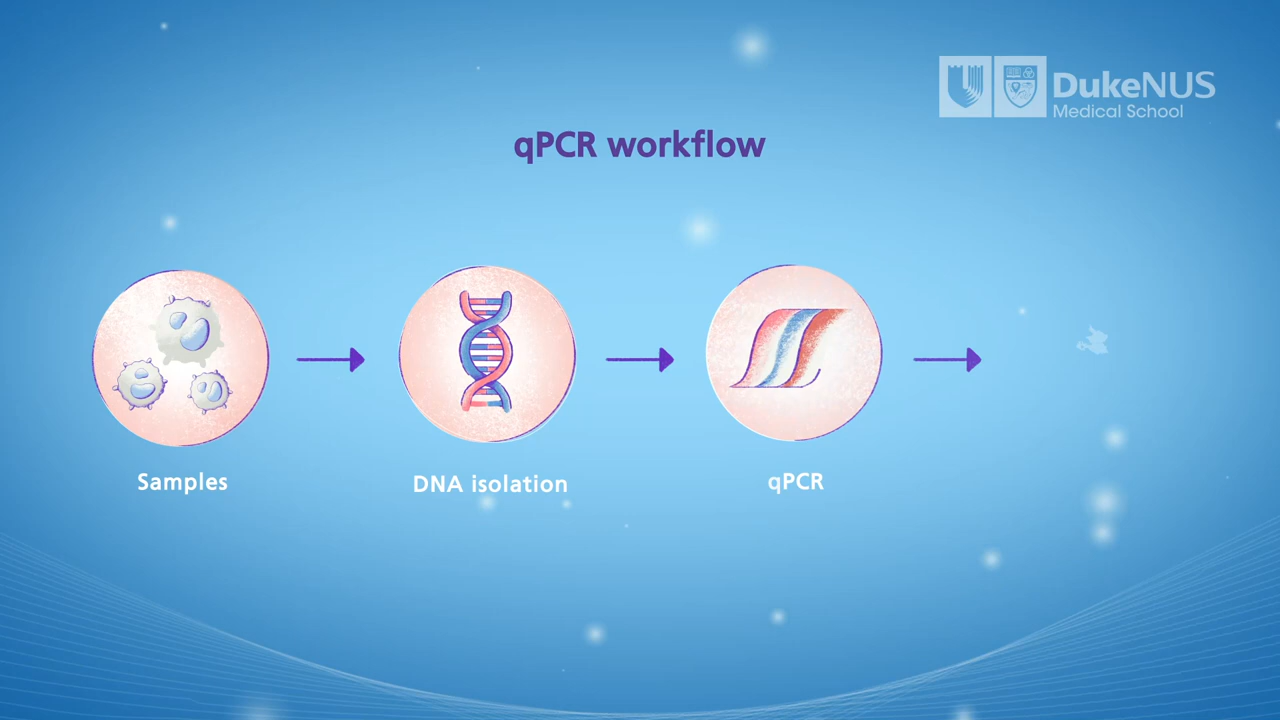 DukeNUS
Medical School
qPCR workflow
Samples
DNA isolation
qPCR